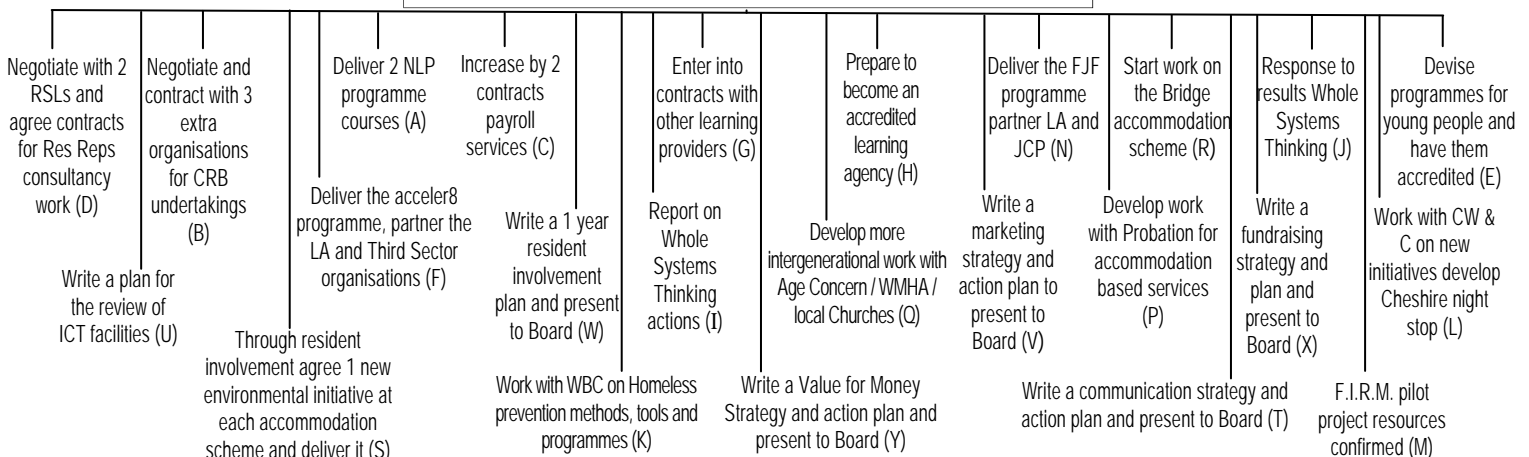 Negotiate with 2
RSLs and
agree contracts
for Res Reps
consultancy
work (D)
Write a plan for
the review of
ICT facilities (U)
Negotiate and
contract with 3
extra
organisations
for CRB
undertakings
(B)
Through resident
involvement agree 1 new
environmental initiative at
each accommodation
scheme and deliver it (S)
Deliver the acceler8
programme, partner the
LA and Third Sector
organisations (F)
Deliver 2 NLP
programme
courses (A)
Increase by 2
contracts
payroll
services (C)
Write a 1 year
resident
involvement
plan and present
to Board (W)
Work with WBC on Homeless
prevention methods, tools and
programmes (K)
Report on
Whole
Systems
Thinking
actions (I)
Enter into
contracts with
other learning
providers (G)
Write a Value for Money
Strategy and action plan and
present to Board (Y)
Develop more
intergenerational work with
Age Concern / WMHA /
local Churches (Q)
Prepare to
become an
accredited
learning
agency (H)
Write a
marketing
strategy and
action plan to
present to
Board (V)
Deliver the FJF
programme
partner LA and
JCP (N)
Develop work
with Probation for
accommodation
based services
(P)
Start work on
the Bridge
accommodation
scheme (R)
Write a communication strategy and
action plan and present to Board (T)
Response to
results Whole
Systems
Thinking (J)
Write a
fundraising
strategy and
plan and
present to
Board (X)
F.I.R.M. pilot
project resources
confirmed (M)
Work with CW &
C on new
initiatives develop
Cheshire night
stop (L)
Devise
programmes for
young people and
have them
accredited (E)